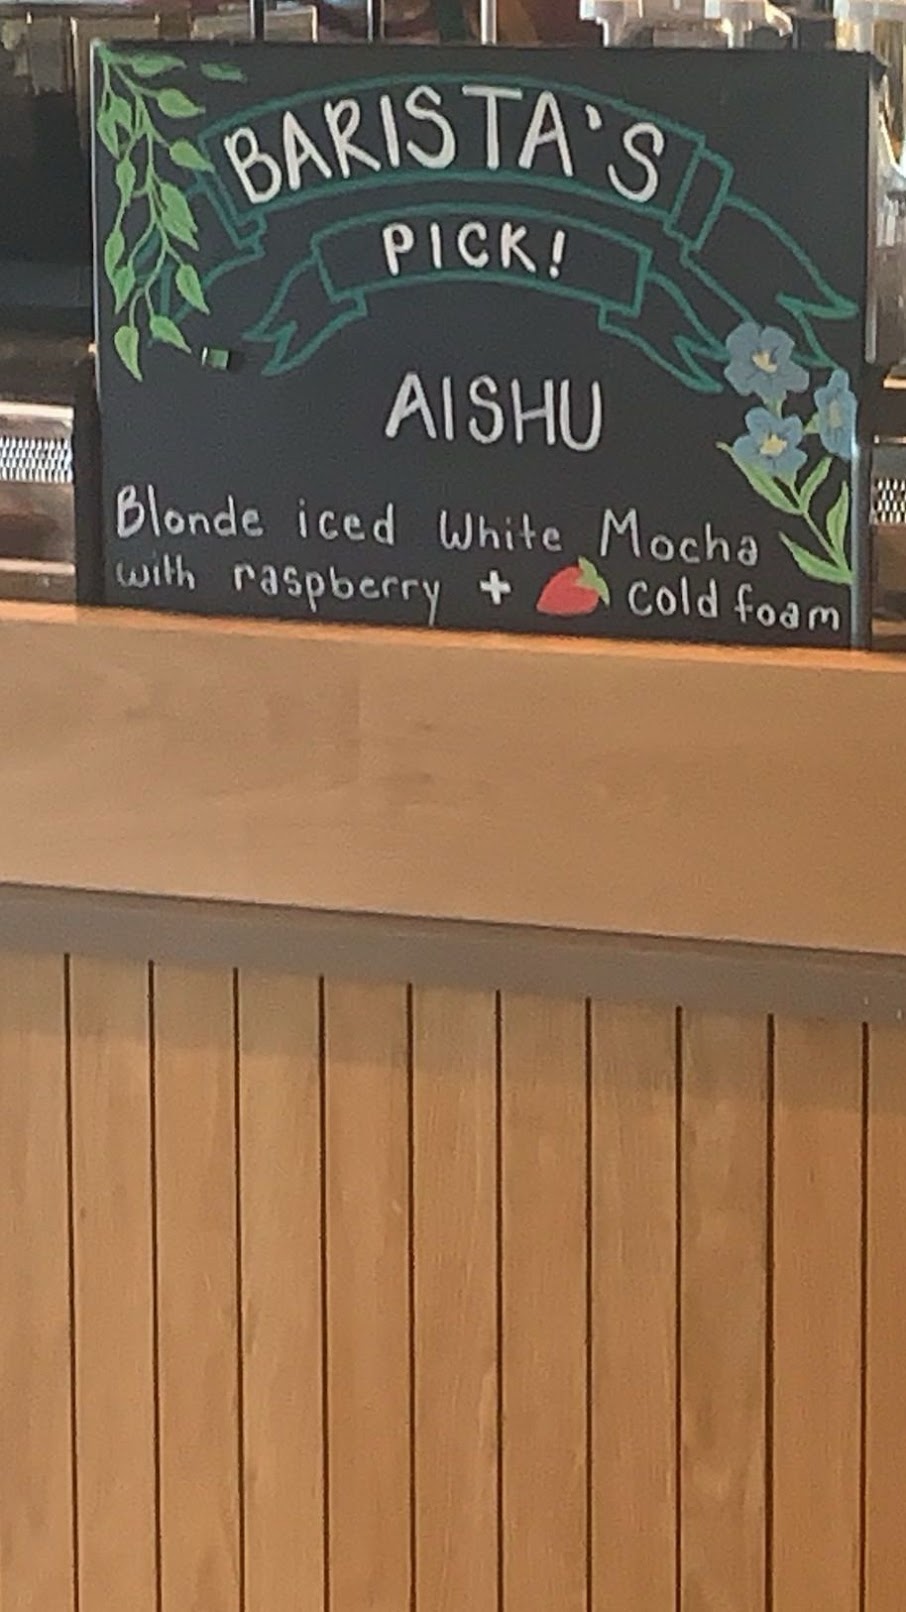 BARISTA'S
PICK!
AISHU
Blonde iced White Mocha
with raspberry + 🍓 cold foam